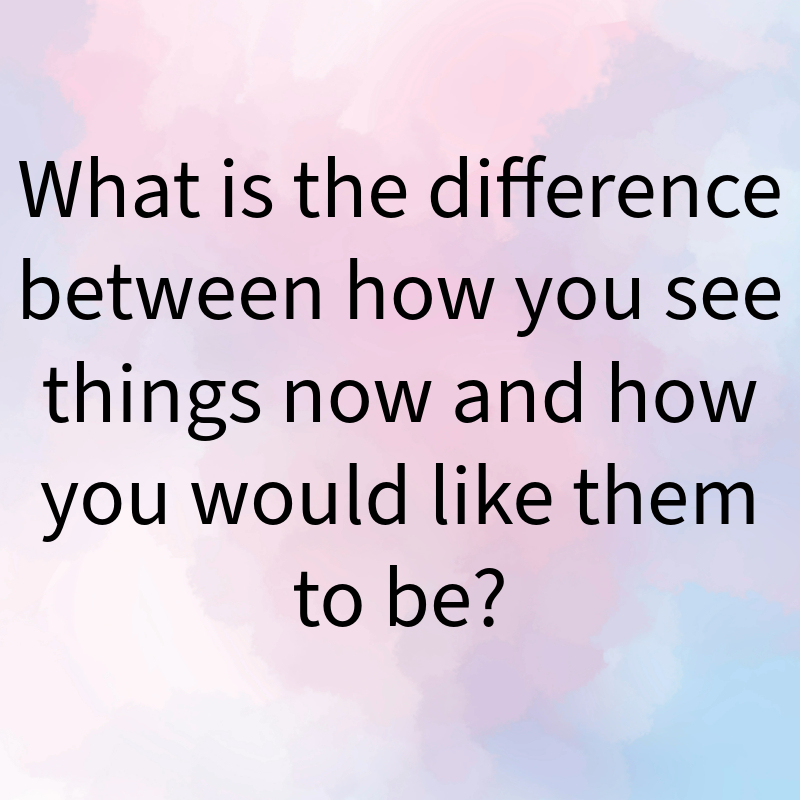 What is the difference
between how you see
things now and how
you would like them
to be?